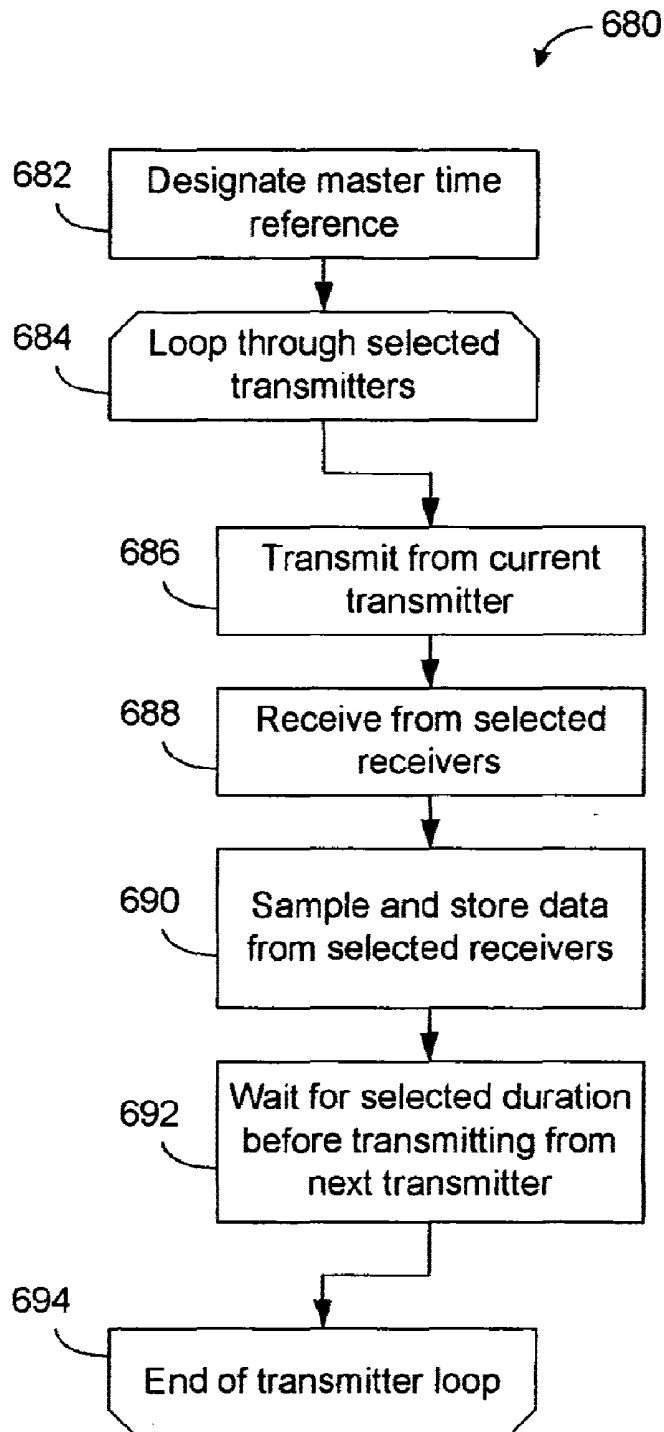 680
682
Designate master time
reference
684
Loop through selected
transmitters
686
Transmit from current
transmitter
688
Receive from selected
receivers
690
Sample and store data
from selected receivers
692
Wait for selected duration
before transmitting from
next transmitter
694
End of transmitter loop